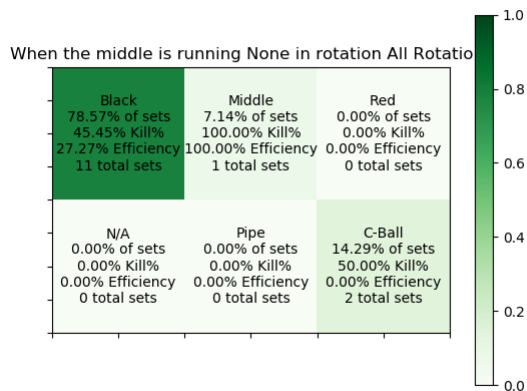 When the middle is running None in rotation All Rotatio
Black
78.57% of sets
45.45% Kill%
27.27% Efficiency
11 total sets
Middle
7.14% of sets
100.00% Kill%
100.00% Efficiency
1 total sets
Red
0.00% of sets
0.00% Kill%
0.00% Efficiency
0 total sets
N/A
0.00% of sets
0.00% Kill%
0.00% Efficiency
0 total sets
Pipe
0.00% of sets
0.00% Kill%
0.00% Efficiency
0 total sets
C-Ball
14.29% of sets
50.00% Kill%
0.00% Efficiency
2 total sets
1.0
0.8
0.6
0.4
0.2
0.0